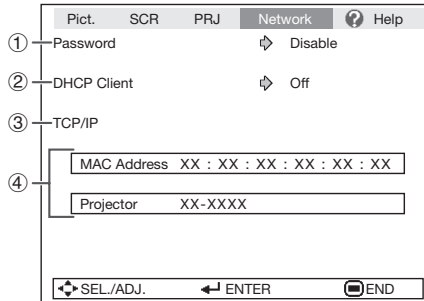 Pict. SCR PRJ Network ? Help
① Password Disable
② DHCP Client Off
③ TCP/IP
④
MAC Address XX : XX : XX : XX : XX : XX
Projector XX-XXXX
SEL./ADJ. ENTER END